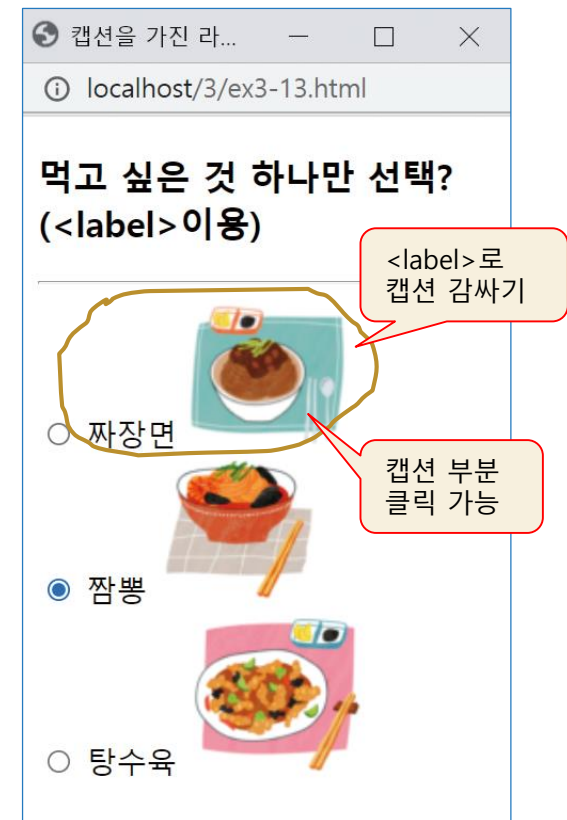 캡션을 가진 라...
localhost/3/ex3-13.html
먹고 싶은 것 하나만 선택?
(<label>이용)
<label>로
캡션 감싸기
짜장면
캡션 부분
클릭 가능
짬뽕
탕수육